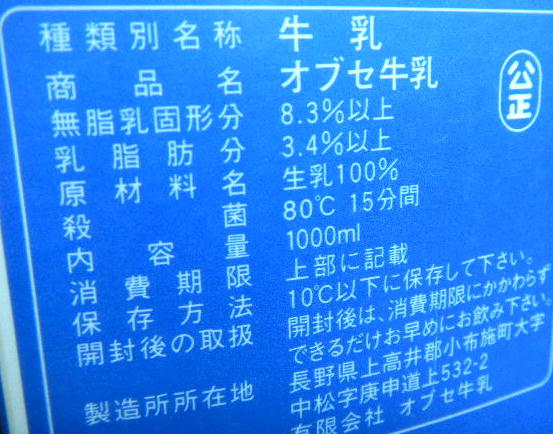 種類別名称 牛乳
商品名 オブセ牛乳
公正
無脂乳固形分 8.3%以上
乳脂肪分 3.4%以上
原材料名 生乳100%
殺菌 80℃ 15分間
内容量 1000ml
消費期限 上部に記載
保存方法 10℃以下に保存して下さい。
開封後の取扱 開封後は、消費期限にかかわらず
できるだけお早めにお飲み下さい。
製造所所在地 長野県上高井郡小布施町大字
中松字庚申道上532-2
有限会社 オブセ牛乳